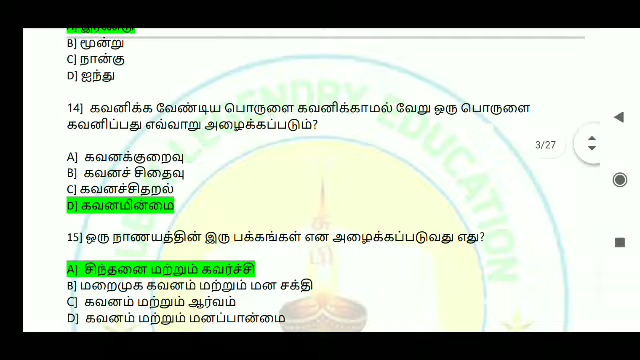 A] இரண்டு
B] மூன்று
C] நான்கு
D] ஐந்து
14] கவனிக்க வேண்டிய பொருளை கவனிக்காமல் வேறு ஒரு பொருளை
கவனிப்பது எவ்வாறு அழைக்கப்படும்?
A] கவனக்குறைவு
B] கவனச் சிதைவு
C] கவனச்சிதறல்
D] கவனமின்மை
15] ஒரு நாணயத்தின் இரு பக்கங்கள் என அழைக்கப்படுவது எது?
A] சிந்தனை மற்றும் கவர்ச்சி
B] மறைமுக கவனம் மற்றும் மன சக்தி
C] கவனம் மற்றும் ஆர்வம்
D] கவனம் மற்றும் மனப்பான்மை
3/27
EDUCATION